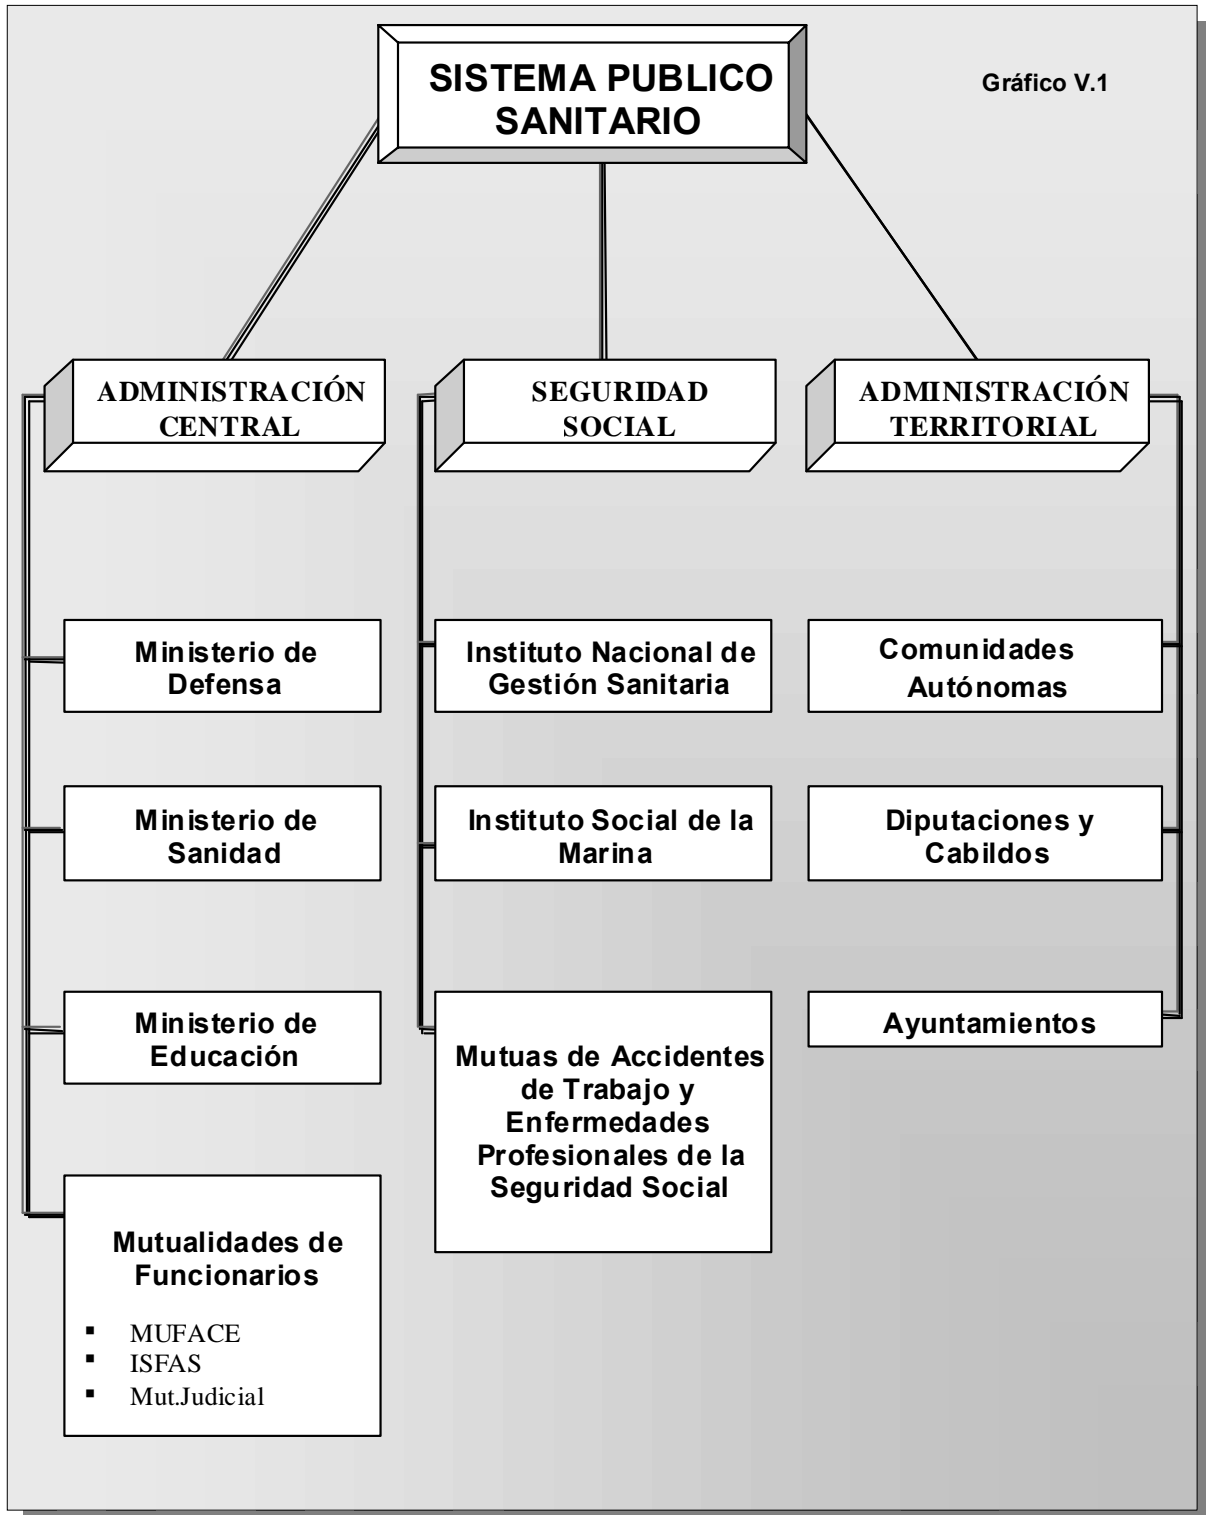 SISTEMA PUBLICO
SANITARIO
Gráfico V.1
ADMINISTRACIÓN
CENTRAL
SEGURIDAD
SOCIAL
ADMINISTRACIÓN
TERRITORIAL
Ministerio de
Defensa
Instituto Nacional de
Gestión Sanitaria
Comunidades
Autónomas
Ministerio de
Sanidad
Instituto Social de la
Marina
Diputaciones y
Cabildos
Ministerio de
Educación
Mutuas de Accidentes
de Trabajo y
Enfermedades
Profesionales de la
Seguridad Social
Ayuntamientos
Mutualidades de
Funcionarios
▪ MUFACE
▪ ISFAS
▪ Mut.Judicial